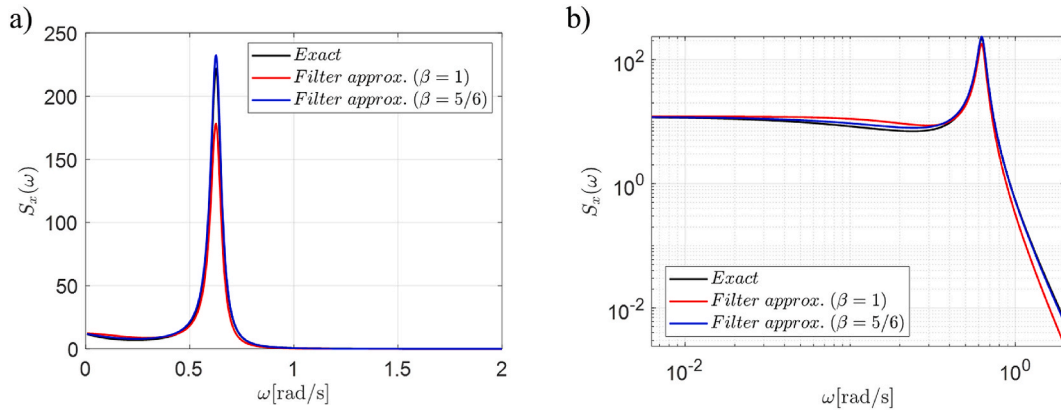 a)
250
200
150
100
50
0
S_x(ω)
Exact
Filter approx. (β = 1)
Filter approx. (β = 5/6)
0 0.5 1 1.5 2
ω[rad/s]
b)
10^2
10^0
10^-2
S_x(ω)
Exact
Filter approx. (β = 1)
Filter approx. (β = 5/6)
10^-2 10^-1 10^0
ω[rad/s]